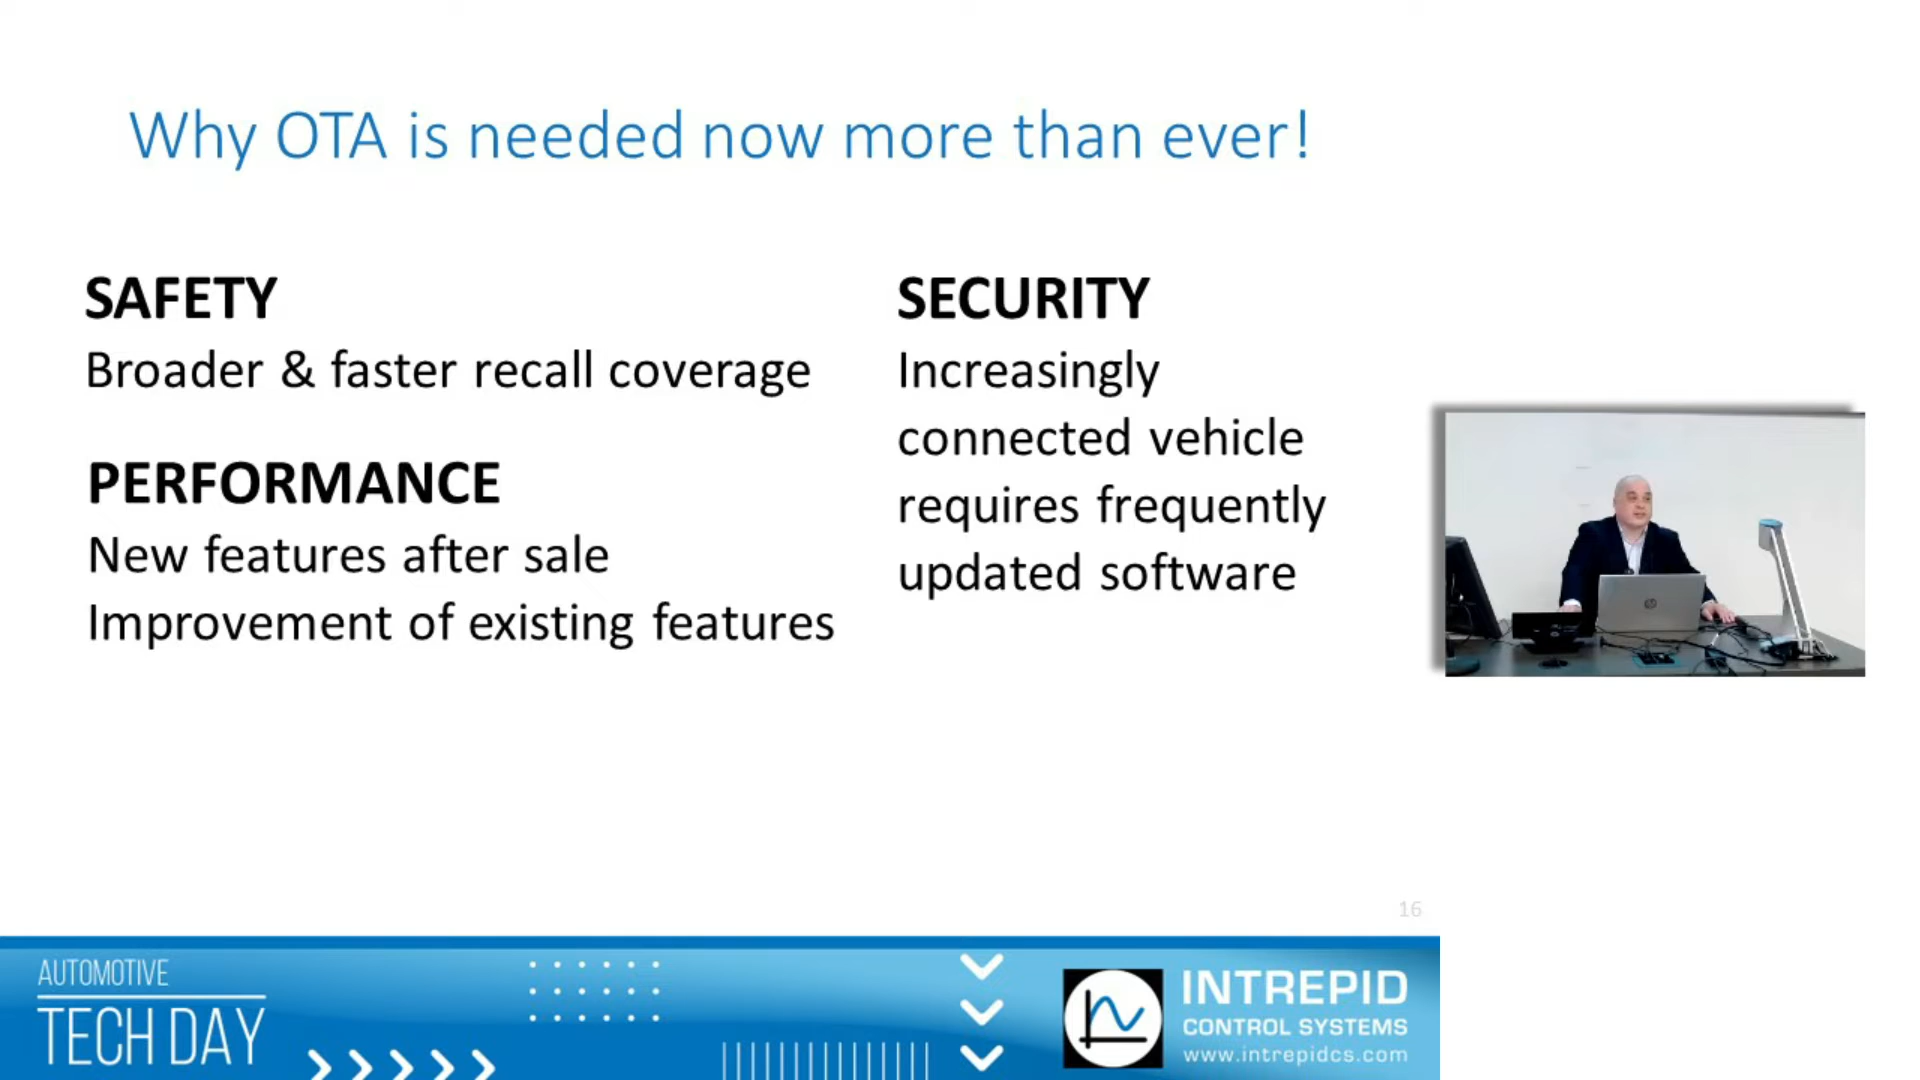 Why OTA is needed now more than ever!
SAFETY
Broader & faster recall coverage
PERFORMANCE
New features after sale
Improvement of existing features
SECURITY
Increasingly
connected vehicle
requires frequently
updated software
16
AUTOMOTIVE
TECH DAY
INTREPID
CONTROL SYSTEMS
www.intrepidcs.com